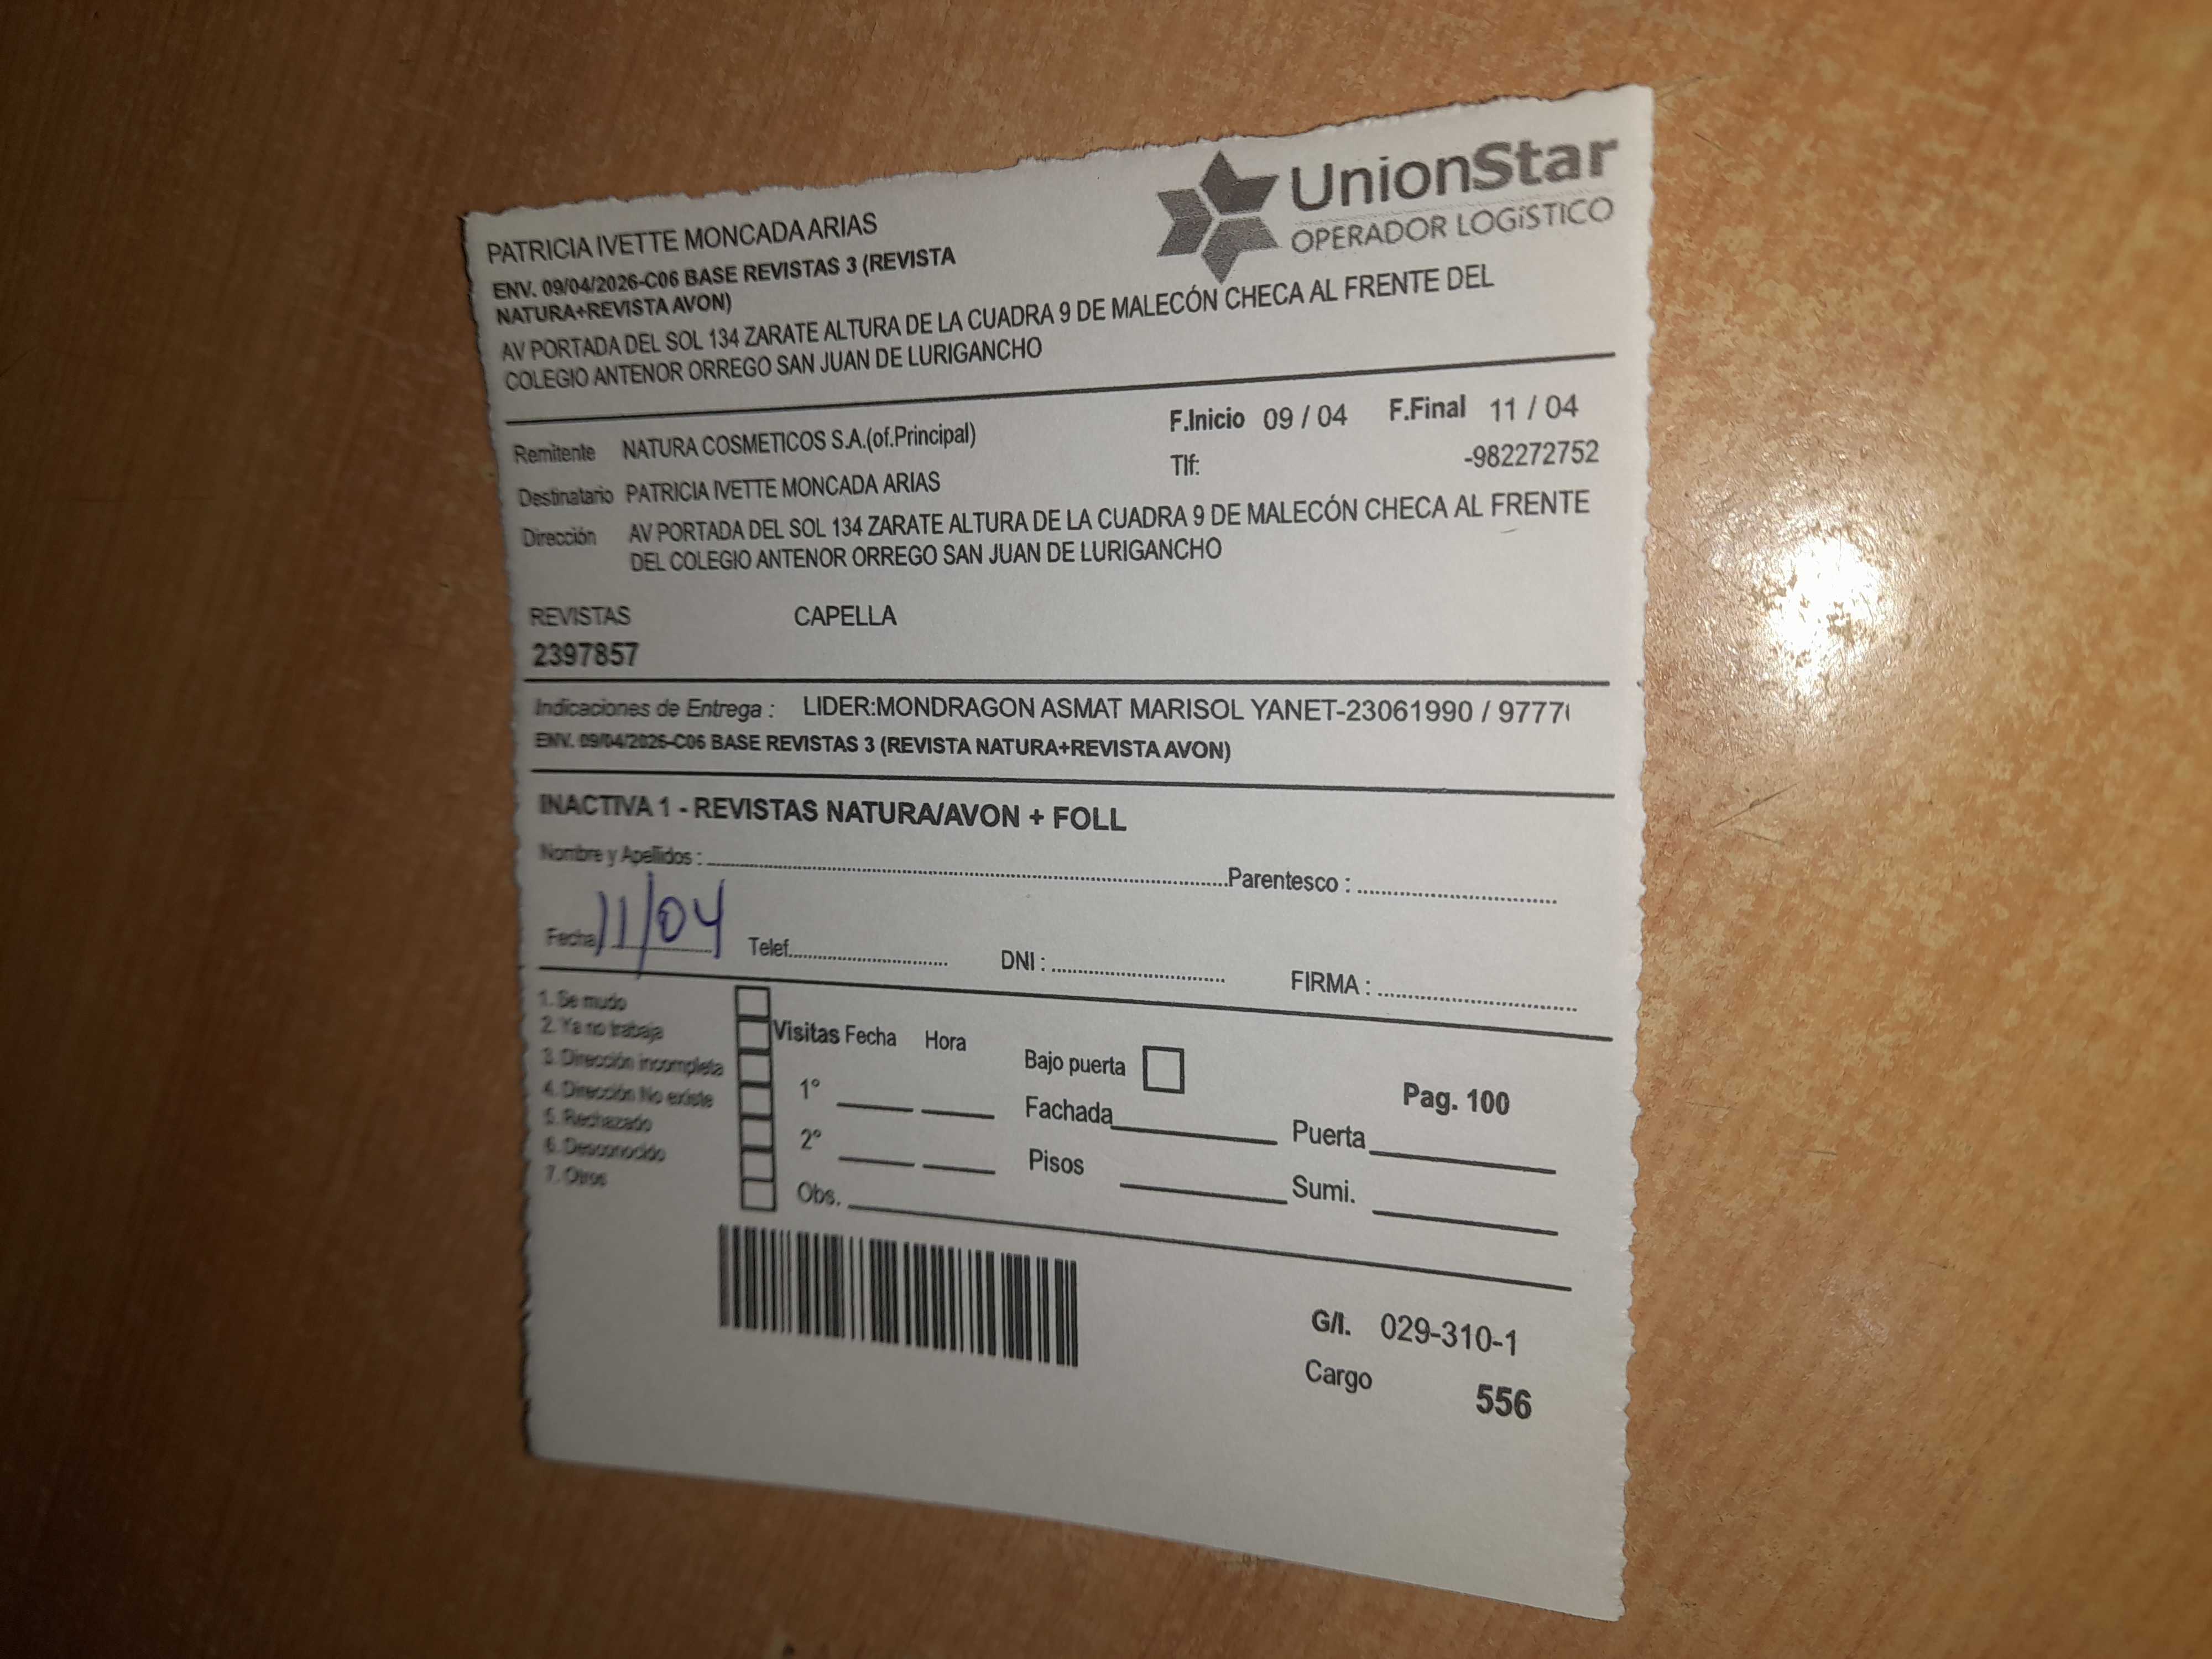 UnionStar
OPERADOR LOGíSTICO
PATRICIA IVETTE MONCADA ARIAS
ENV. 09/04/2026-C06 BASE REVISTAS 3 (REVISTA
NATURA+REVISTA AVON)
AV PORTADA DEL SOL 134 ZARATE ALTURA DE LA CUADRA 9 DE MALECÓN CHECA AL FRENTE DEL
COLEGIO ANTENOR ORREGO SAN JUAN DE LURIGANCHO
Remitente NATURA COSMETICOS S.A.(of.Principal) F.Inicio 09 / 04 F.Final 11 / 04
Tlf: -982272752
Destinatario PATRICIA IVETTE MONCADA ARIAS
Dirección AV PORTADA DEL SOL 134 ZARATE ALTURA DE LA CUADRA 9 DE MALECÓN CHECA AL FRENTE
DEL COLEGIO ANTENOR ORREGO SAN JUAN DE LURIGANCHO
REVISTAS CAPELLA
2397857
Indicaciones de Entrega : LIDER:MONDRAGON ASMAT MARISOL YANET-23061990 / 9777
ENV. 09/04/2026-C06 BASE REVISTAS 3 (REVISTA NATURA+REVISTA AVON)
INACTIVA 1 - REVISTAS NATURA/AVON + FOLL
Nombre y Apellidos : Parentesco :
Fecha 11/04 Telef. DNI : FIRMA :
1. Se mudo
2. Ya no trabaja
3. Dirección incompleta
4. Dirección No existe
5. Rechazado
6. Desconocido
7. Otros
Visitas Fecha Hora Bajo puerta
1° Fachada Puerta
2° Pisos Sumi.
Obs.
Pag. 100
G/I. 029-310-1
Cargo 556